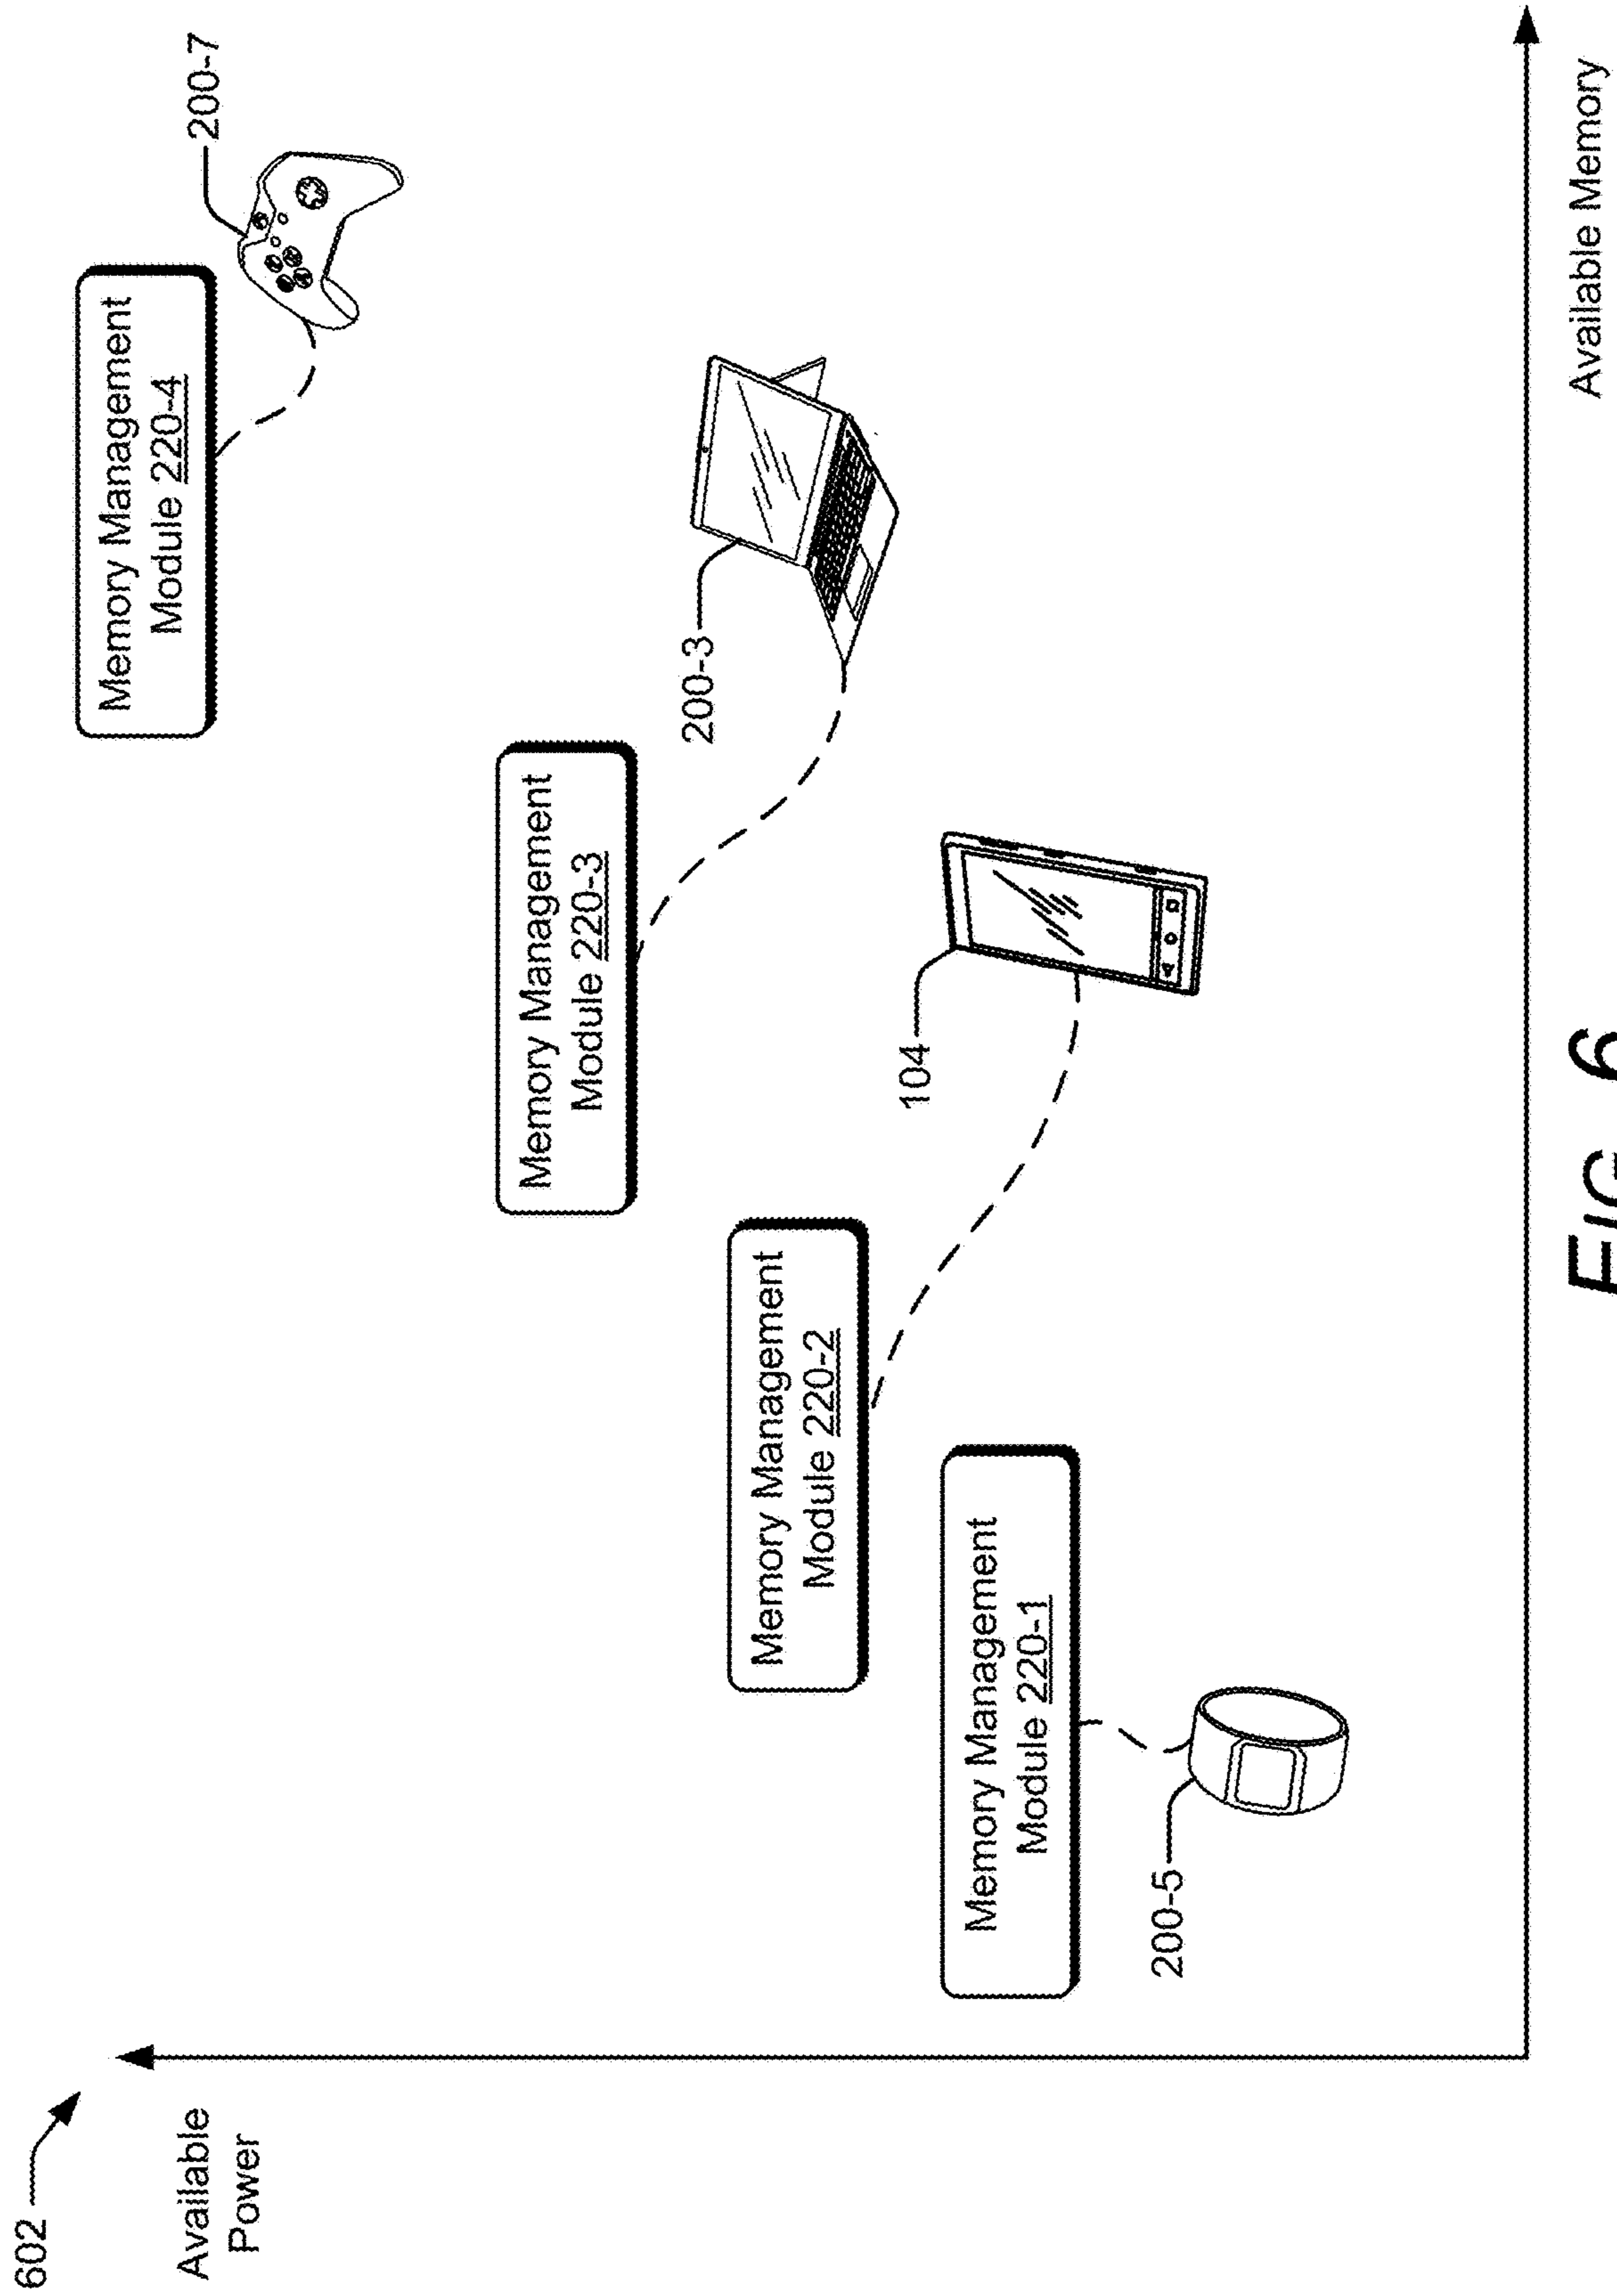 602
Available
Power
Memory Management
Module 220-4
200-7
Memory Management
Module 220-3
200-3
Memory Management
Module 220-2
104
Memory Management
Module 220-1
200-5
Available Memory
FIG. 6